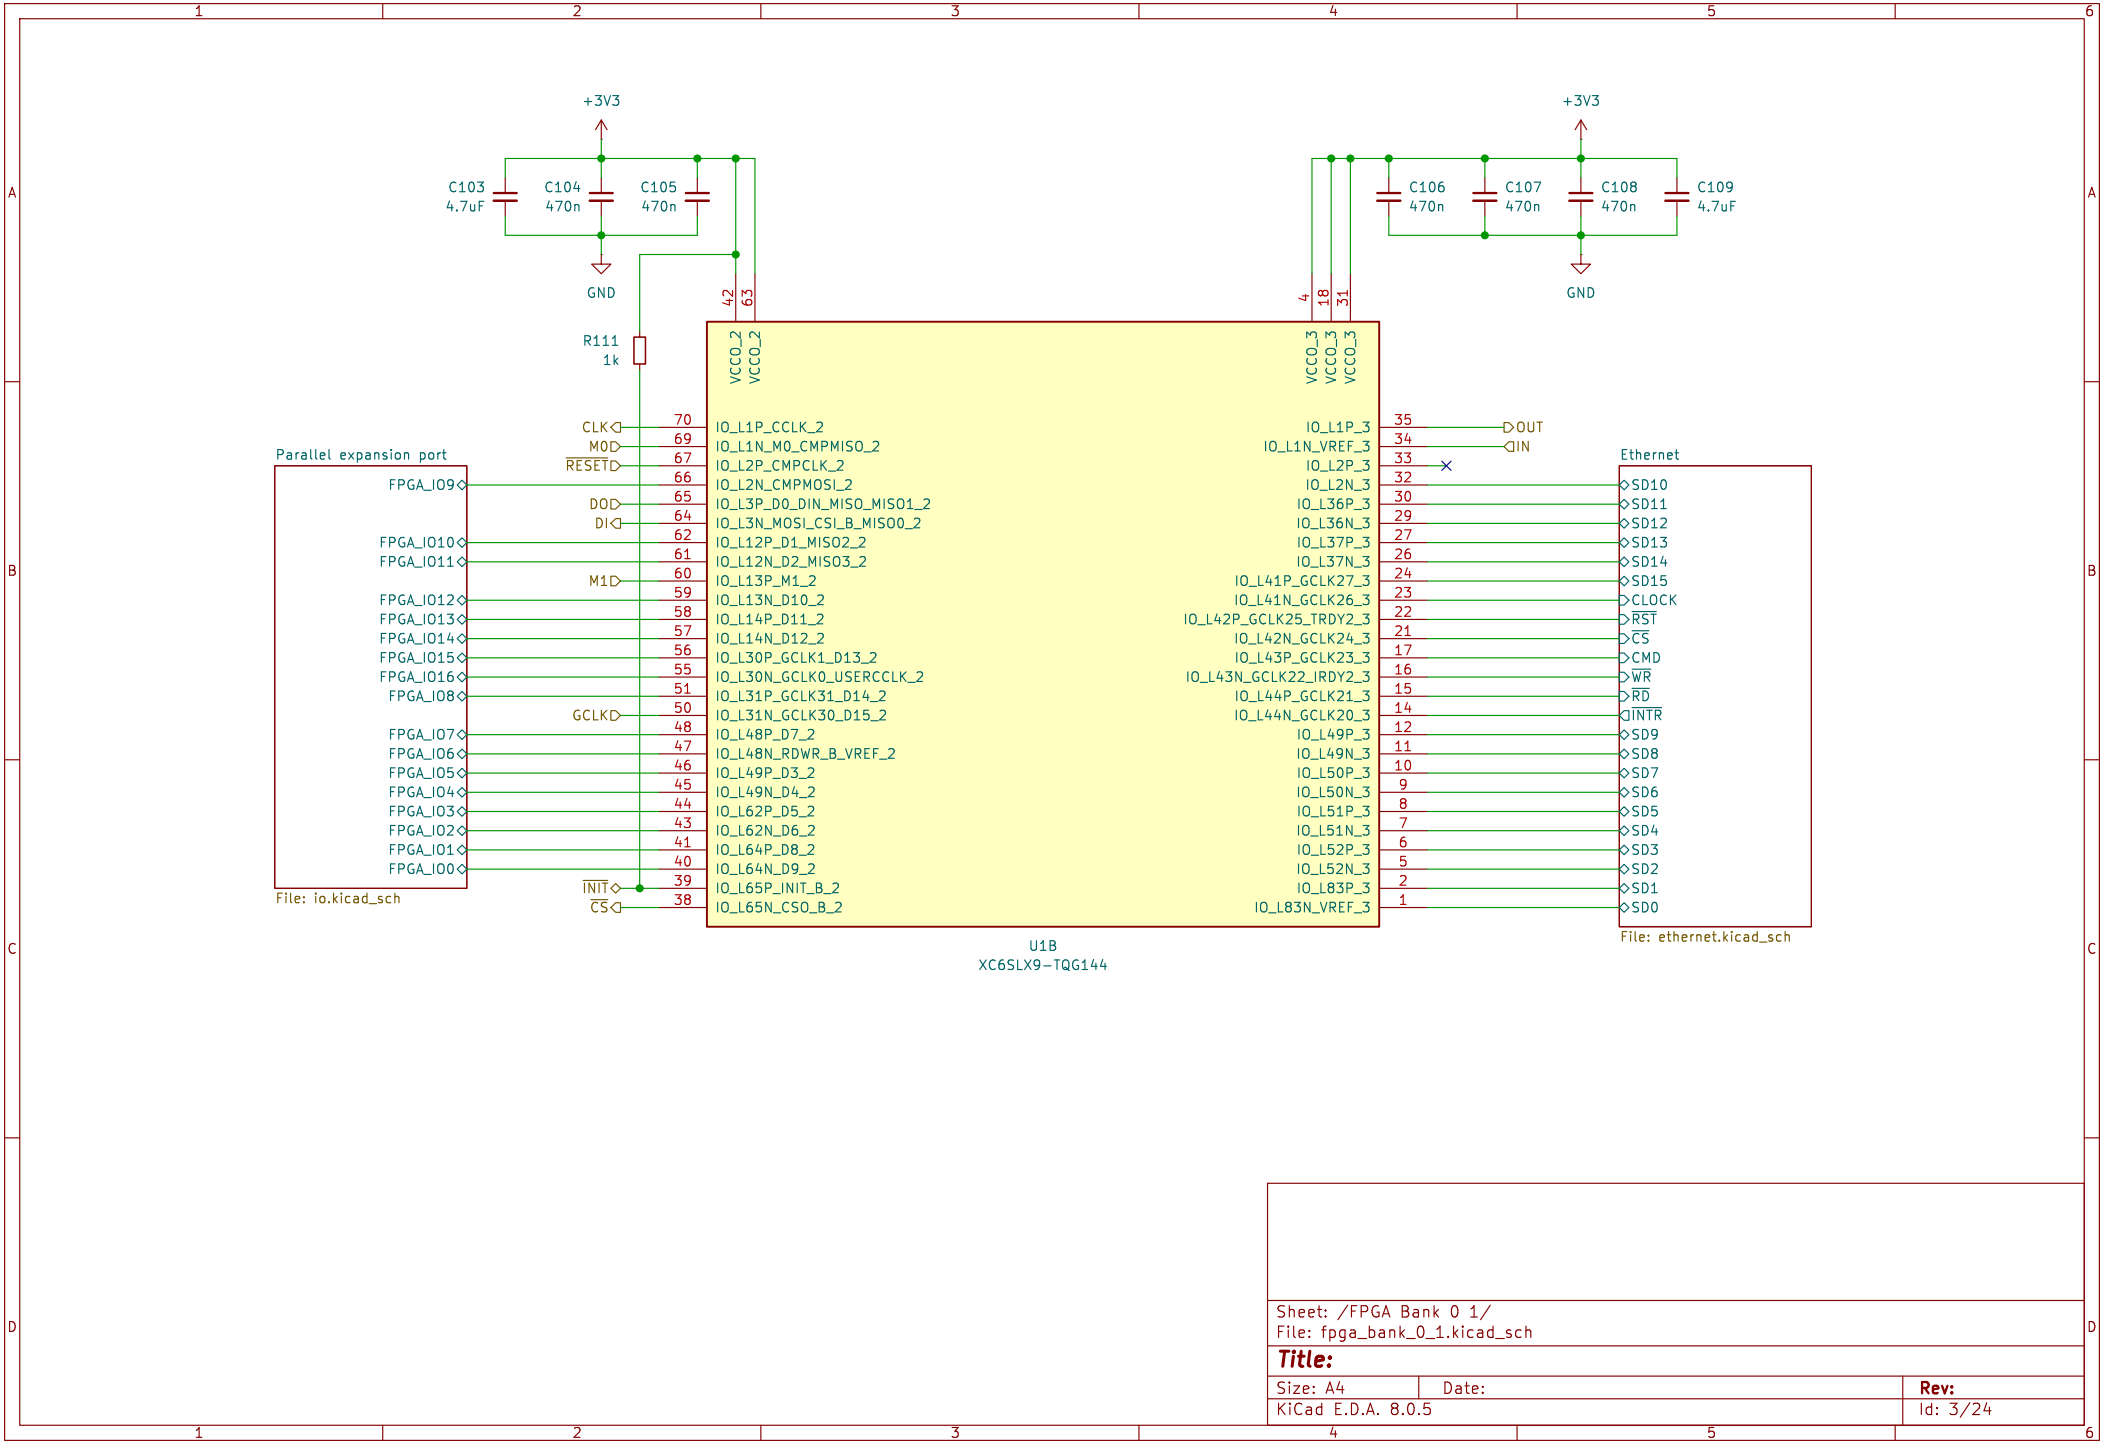 1 2 3 4 5 6
+3V3 +3V3
A A
C103 C104 C105 C106 C107 C108 C109
4.7uF 470n 470n 470n 470n 470n 4.7uF
GND GND
42 63 4 18 31
R111
1k
VCCO_2 VCCO_2 VCCO_3 VCCO_3 VCCO_3
CLK 70 IO_L1P_CCLK_2 IO_L1P_3 35 OUT
M0 69 IO_L1N_M0_CMPMISO_2 IO_L1N_VREF_3 34 IN
Parallel expansion port Ethernet
RESET 67 IO_L2P_CMPCLK_2 IO_L2P_3 33
FPGA_IO9 66 IO_L2N_CMPMOSI_2 IO_L2N_3 32 SD10
DO 65 IO_L3P_D0_DIN_MISO_MISO1_2 IO_L36P_3 30 SD11
DI 64 IO_L3N_MOSI_CSI_B_MISO0_2 IO_L36N_3 29 SD12
FPGA_IO10 62 IO_L12P_D1_MISO2_2 IO_L37P_3 27 SD13
FPGA_IO11 61 IO_L12N_D2_MISO3_2 IO_L37N_3 26 SD14
B B
M1 60 IO_L13P_M1_2 IO_L41P_GCLK27_3 24 SD15
FPGA_IO12 59 IO_L13N_D10_2 IO_L41N_GCLK26_3 23 CLOCK
FPGA_IO13 58 IO_L14P_D11_2 IO_L42P_GCLK25_TRDY2_3 22 RST
FPGA_IO14 57 IO_L14N_D12_2 IO_L42N_GCLK24_3 21 CS
FPGA_IO15 56 IO_L30P_GCLK1_D13_2 IO_L43P_GCLK23_3 17 CMD
FPGA_IO16 55 IO_L30N_GCLK0_USERCCLK_2 IO_L43N_GCLK22_IRDY2_3 16 WR
FPGA_IO8 51 IO_L31P_GCLK31_D14_2 IO_L44P_GCLK21_3 15 RD
GCLK 50 IO_L31N_GCLK30_D15_2 IO_L44N_GCLK20_3 14 INTR
FPGA_IO7 48 IO_L48P_D7_2 IO_L49P_3 12 SD9
FPGA_IO6 47 IO_L48N_RDWR_B_VREF_2 IO_L49N_3 11 SD8
FPGA_IO5 46 IO_L49P_D3_2 IO_L50P_3 10 SD7
FPGA_IO4 45 IO_L49N_D4_2 IO_L50N_3 9 SD6
FPGA_IO3 44 IO_L62P_D5_2 IO_L51P_3 8 SD5
FPGA_IO2 43 IO_L62N_D6_2 IO_L51N_3 7 SD4
FPGA_IO1 41 IO_L64P_D8_2 IO_L52P_3 6 SD3
FPGA_IO0 40 IO_L64N_D9_2 IO_L52N_3 5 SD2
INIT 39 IO_L65P_INIT_B_2 IO_L83P_3 2 SD1
File: io.kicad_sch
CS 38 IO_L65N_CSO_B_2 IO_L83N_VREF_3 1 SD0
File: ethernet.kicad_sch
C C
U1B
XC6SLX9-TQG144
Sheet: /FPGA Bank 0 1/
D D
File: fpga_bank_0_1.kicad_sch
Title:
Size: A4 Date: Rev:
KiCad E.D.A. 8.0.5 Id: 3/24
1 2 3 4 5 6